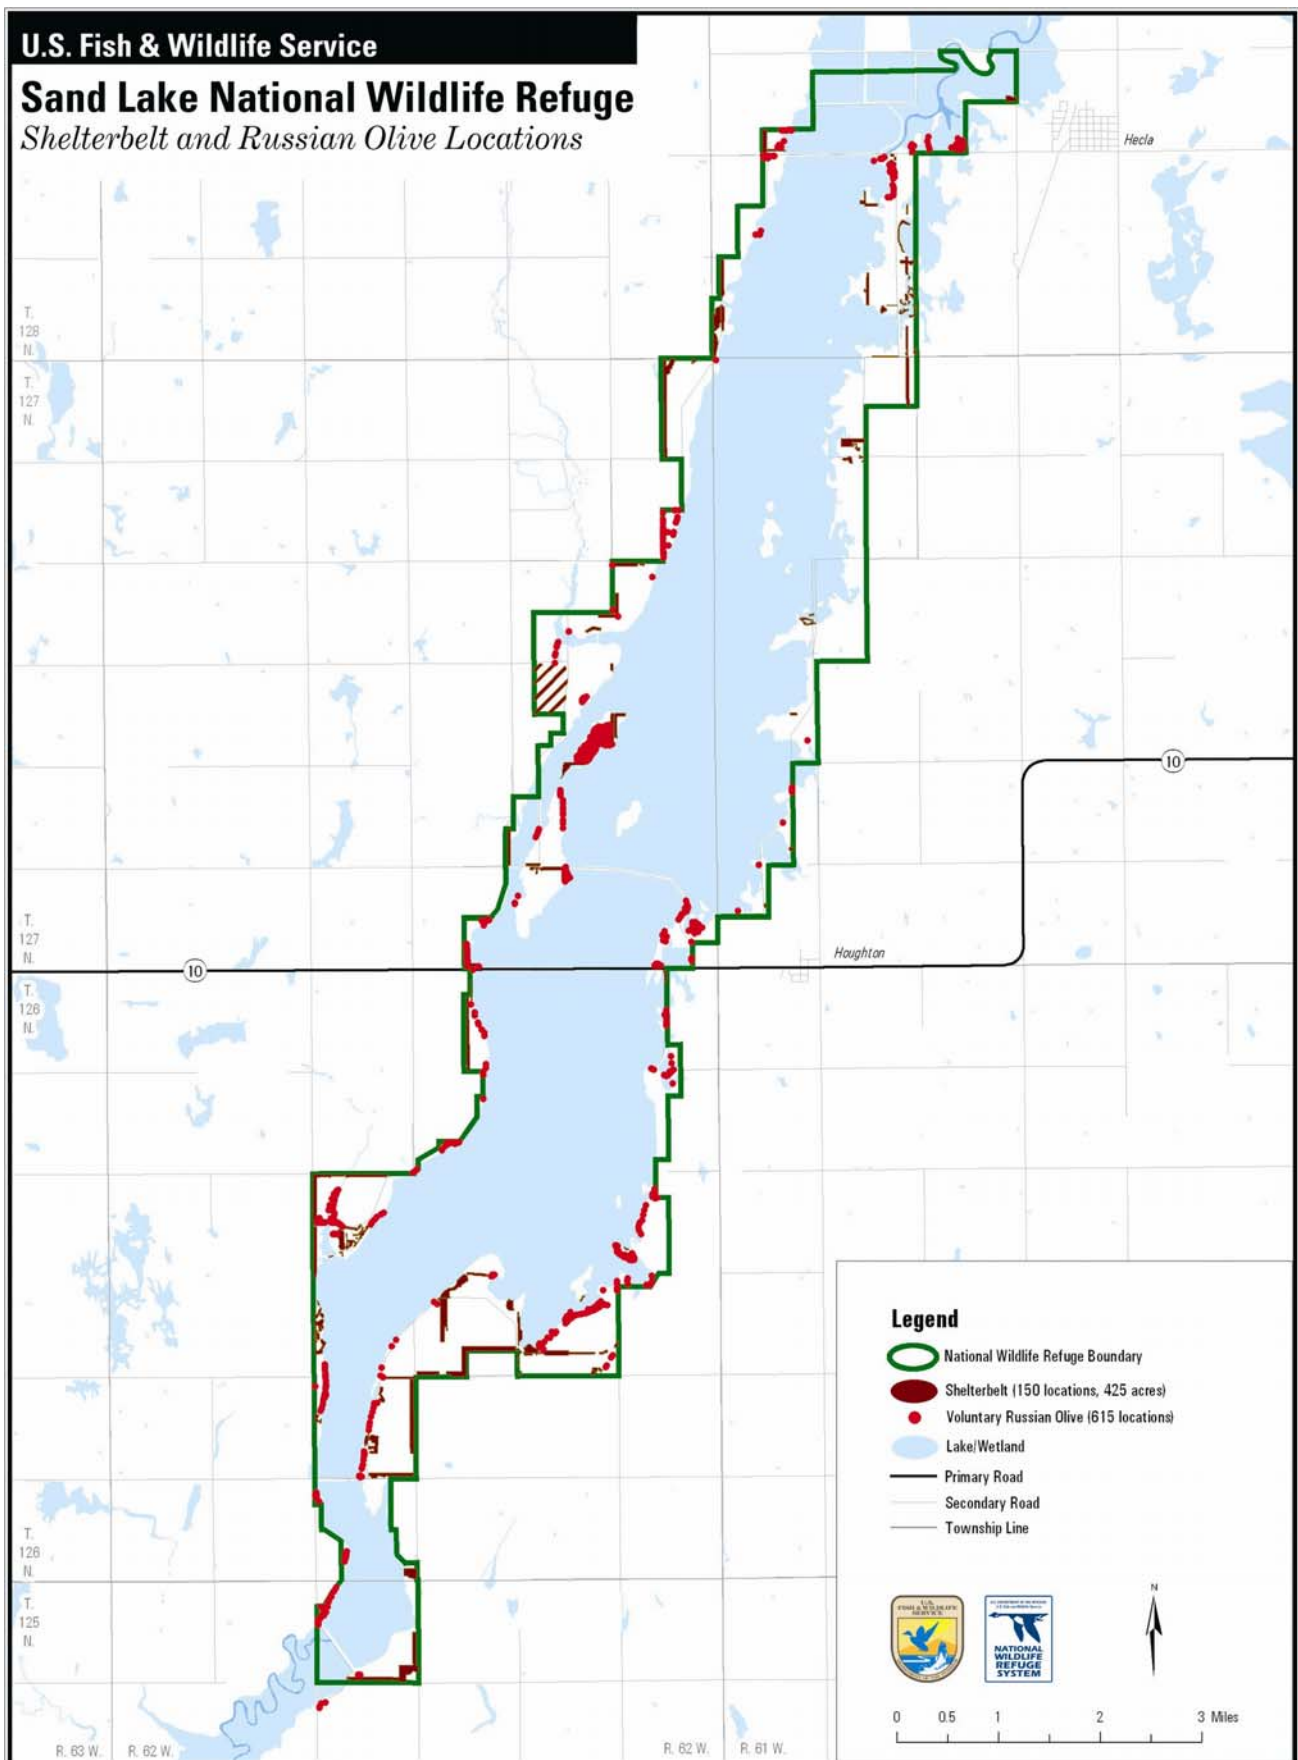 U.S. Fish & Wildlife Service
Sand Lake National Wildlife Refuge
Shelterbelt and Russian Olive Locations
Hecla
T.
128
N.
T.
127
N.
10
T.
127
N.
Houghton
10
T.
126
N.
Legend
National Wildlife Refuge Boundary
Shelterbelt (150 locations, 425 acres)
Voluntary Russian Olive (615 locations)
Lake/Wetland
Primary Road
Secondary Road
Township Line
T.
126
N.
T.
125
N.
U.S.
FISH & WILDLIFE
SERVICE
NATIONAL
WILDLIFE
REFUGE
SYSTEM
N
0 0.5 1 2 3 Miles
R. 63 W. R. 62 W.
R. 62 W. R. 61 W.